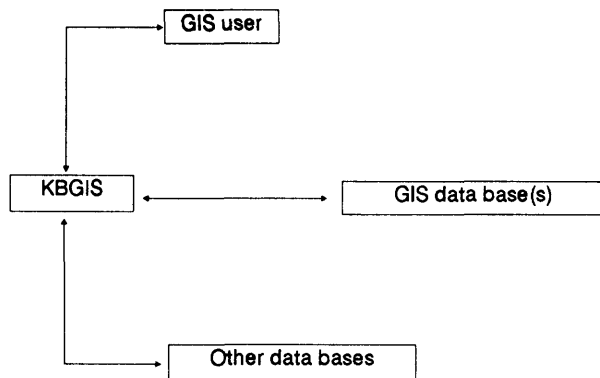 GIS user
KBGIS
GIS data base(s)
Other data bases